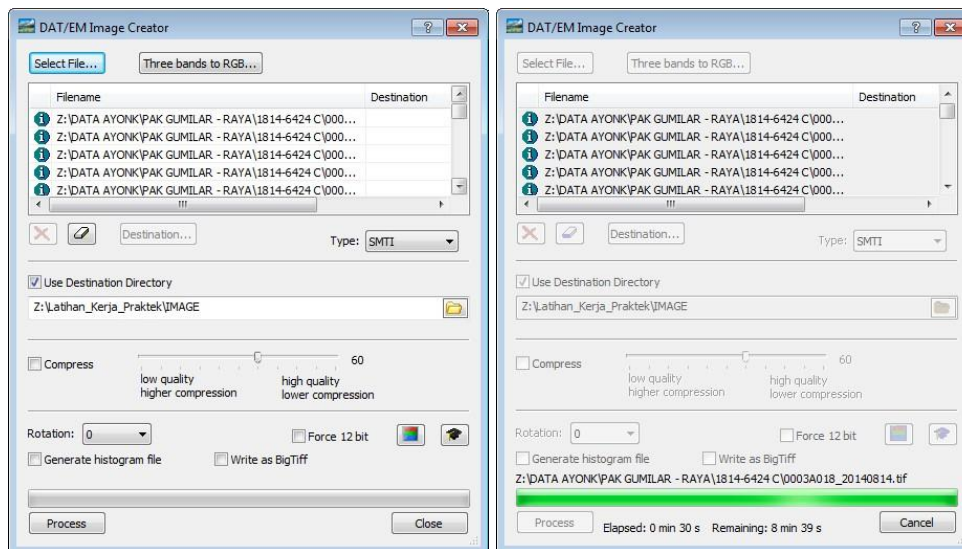 DAT/EM Image Creator
Select File...
Three bands to RGB...
Filename
Destination
Z:\DATA AYONK\PAK GUMILAR - RAYA\1814-6424 C\000...
Z:\DATA AYONK\PAK GUMILAR - RAYA\1814-6424 C\000...
Z:\DATA AYONK\PAK GUMILAR - RAYA\1814-6424 C\000...
Z:\DATA AYONK\PAK GUMILAR - RAYA\1814-6424 C\000...
Z:\DATA AYONK\PAK GUMILAR - RAYA\1814-6424 C\000...
Destination...
Type: SMTI
Use Destination Directory
Z:\Latihan_Kerja_Praktek\IMAGE
Compress
60
low quality
higher compression
high quality
lower compression
Rotation: 0
Force 12 bit
Generate histogram file
Write as BigTiff
Process
Close
DAT/EM Image Creator
Select File...
Three bands to RGB...
Filename
Destination
Z:\DATA AYONK\PAK GUMILAR - RAYA\1814-6424 C\000...
Z:\DATA AYONK\PAK GUMILAR - RAYA\1814-6424 C\000...
Z:\DATA AYONK\PAK GUMILAR - RAYA\1814-6424 C\000...
Z:\DATA AYONK\PAK GUMILAR - RAYA\1814-6424 C\000...
Z:\DATA AYONK\PAK GUMILAR - RAYA\1814-6424 C\000...
Destination...
Type: SMTI
Use Destination Directory
Z:\Latihan_Kerja_Praktek\IMAGE
Compress
60
low quality
higher compression
high quality
lower compression
Rotation: 0
Force 12 bit
Generate histogram file
Write as BigTiff
Z:\DATA AYONK\PAK GUMILAR - RAYA\1814-6424 C\0003A018_20140814.tif
Process
Elapsed: 0 min 30 s Remaining: 8 min 39 s
Cancel